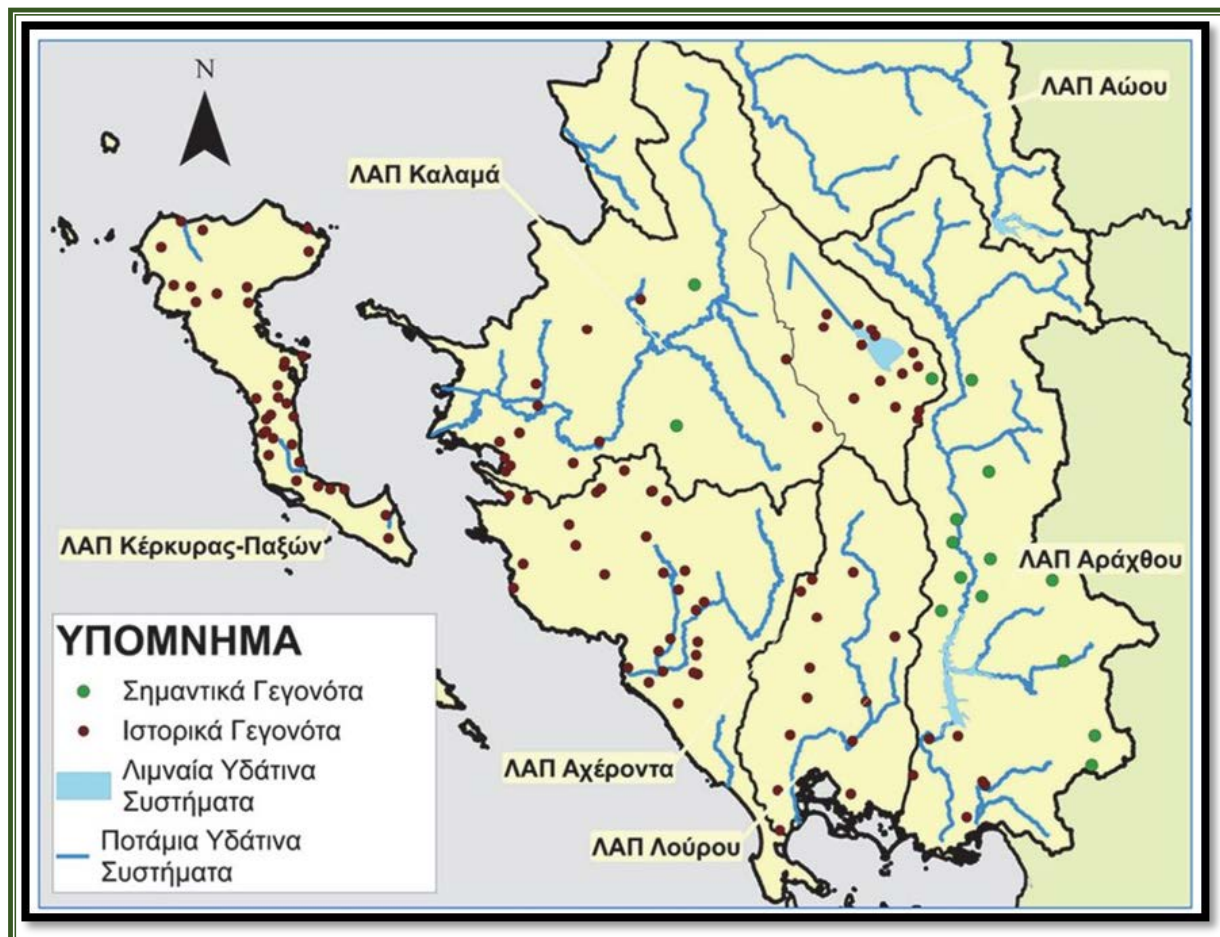 N
ΛΑΠ Αώου
ΛΑΠ Καλαμά
ΛΑΠ Κέρκυρας-Παξών
ΛΑΠ Αράχθου
ΥΠΟΜΝΗΜΑ
Σημαντικά Γεγονότα
Ιστορικά Γεγονότα
Λιμναία Υδάτινα
Συστήματα
Ποτάμια Υδάτινα
Συστήματα
ΛΑΠ Αχέροντα
ΛΑΠ Λούρου